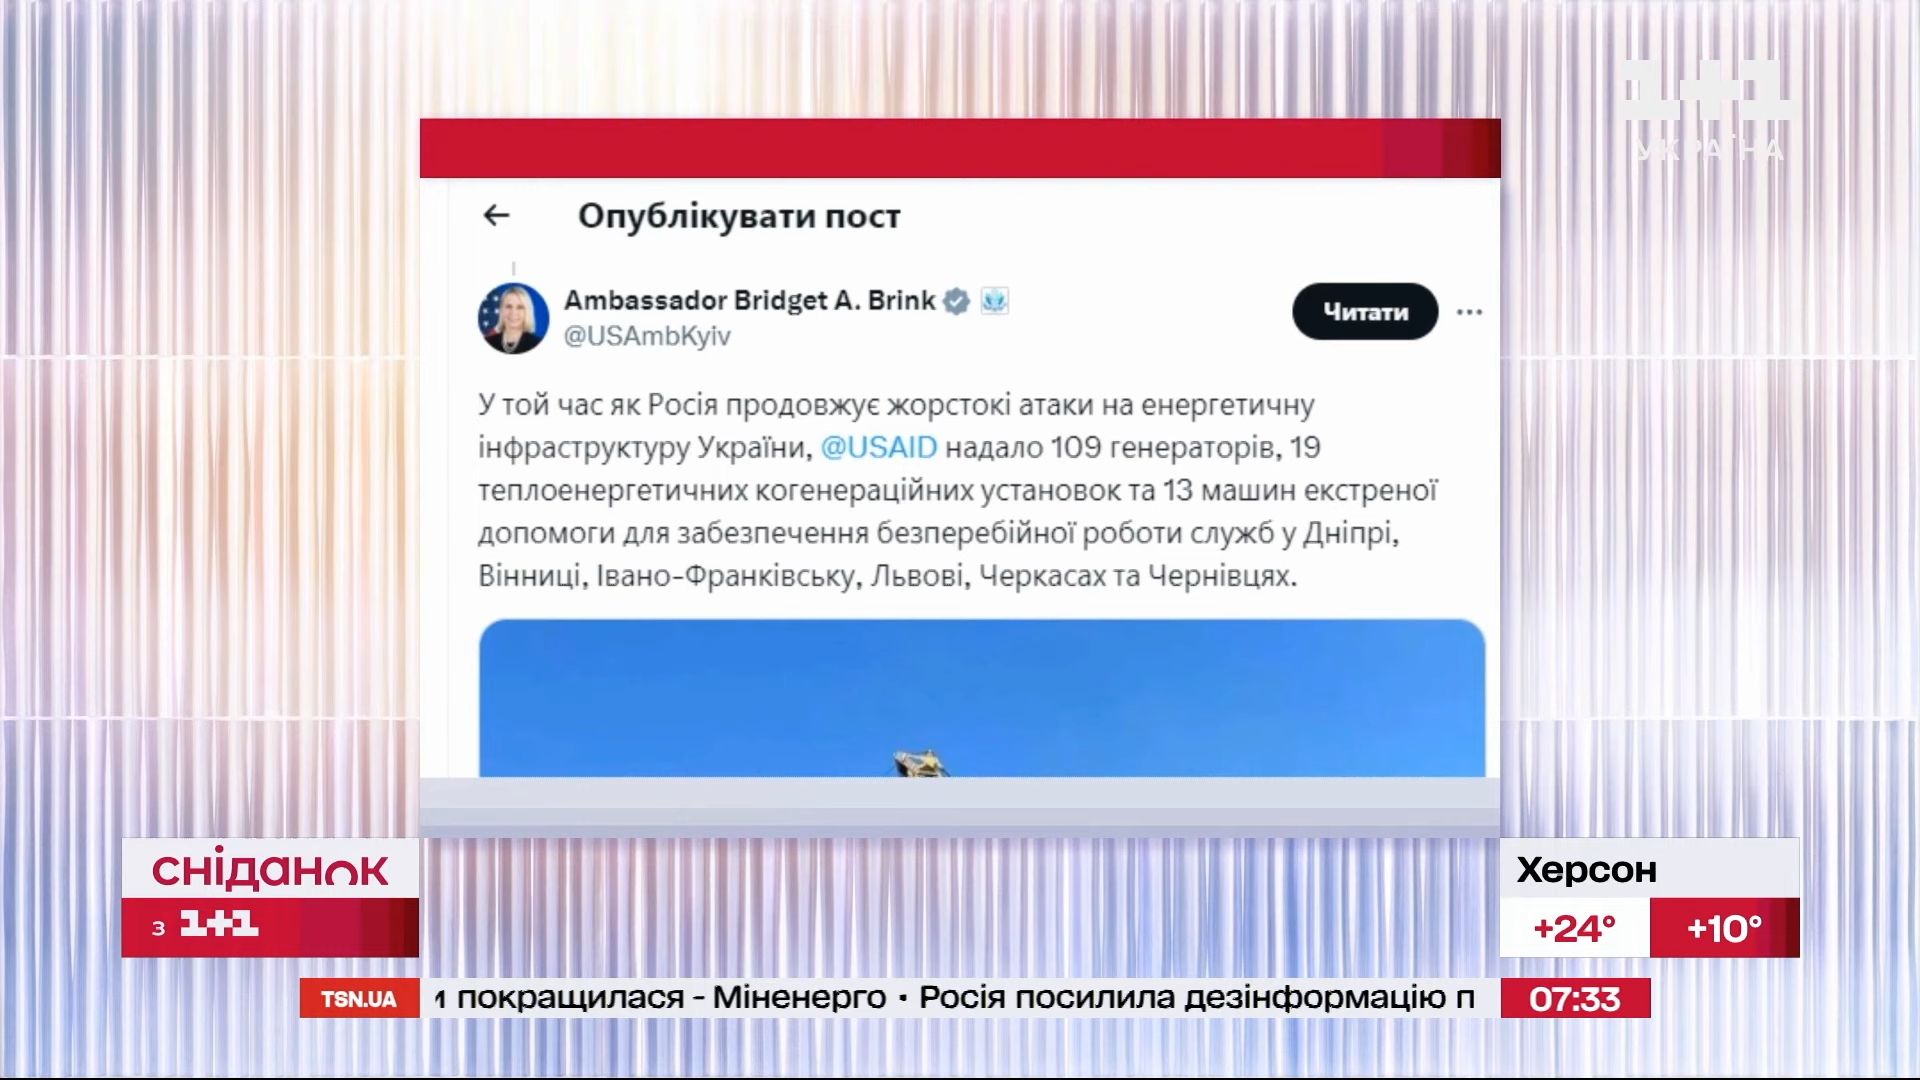 1+1
УКРАЇНА
Опублікувати пост
Ambassador Bridget A. Brink
@USAmbKyiv
Читати
У той час як Росія продовжує жорстокі атаки на енергетичну
інфраструктуру України, @USAID надало 109 генераторів, 19
теплоенергетичних когенераційних установок та 13 машин екстреної
допомоги для забезпечення безперебійної роботи служб у Дніпрі,
Вінниці, Івано-Франківську, Львові, Черкасах та Чернівцях.
сніданок
з 1+1
Херсон
+24° +10°
TSN.UA
покращилася - Міненерго • Росія посилила дезінформацію п
07:33